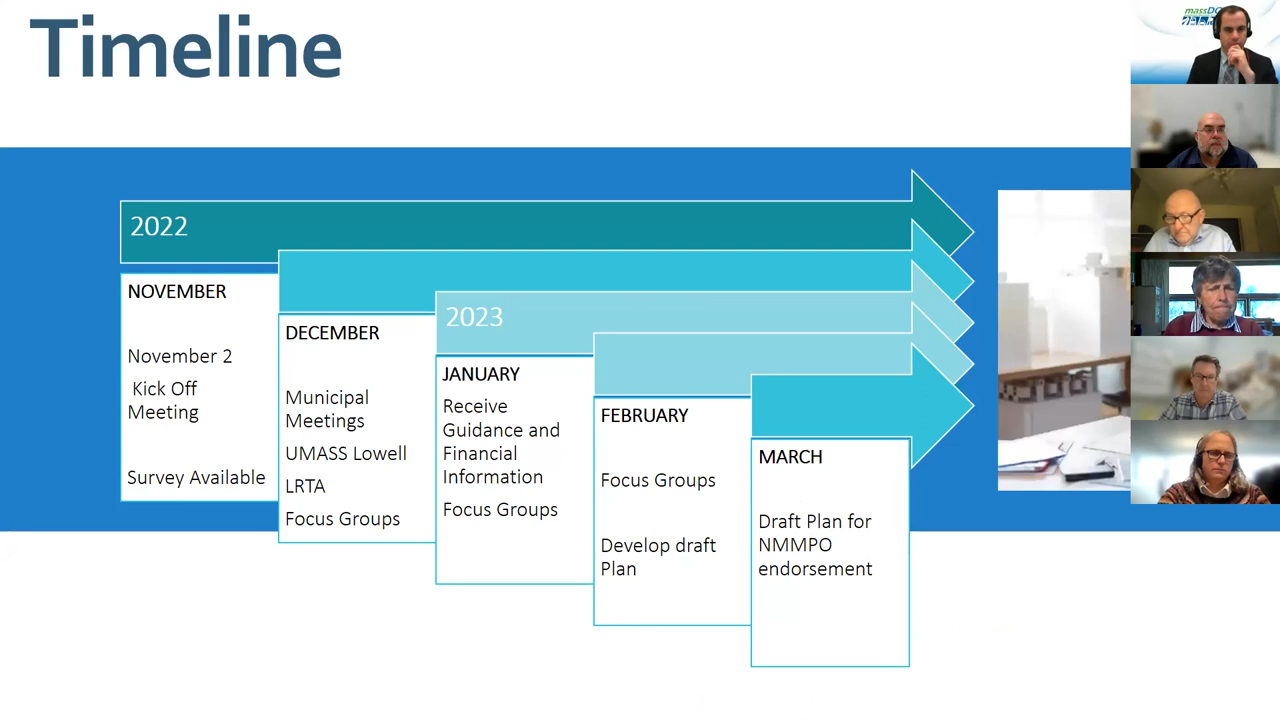 Timeline
2022
NOVEMBER
November 2
Kick Off
Meeting
Survey Available
DECEMBER
Municipal
Meetings
UMASS Lowell
LRTA
Focus Groups
2023
JANUARY
Receive
Guidance and
Financial
Information
Focus Groups
FEBRUARY
Focus Groups
Develop draft
Plan
MARCH
Draft Plan for
NMMPO
endorsement